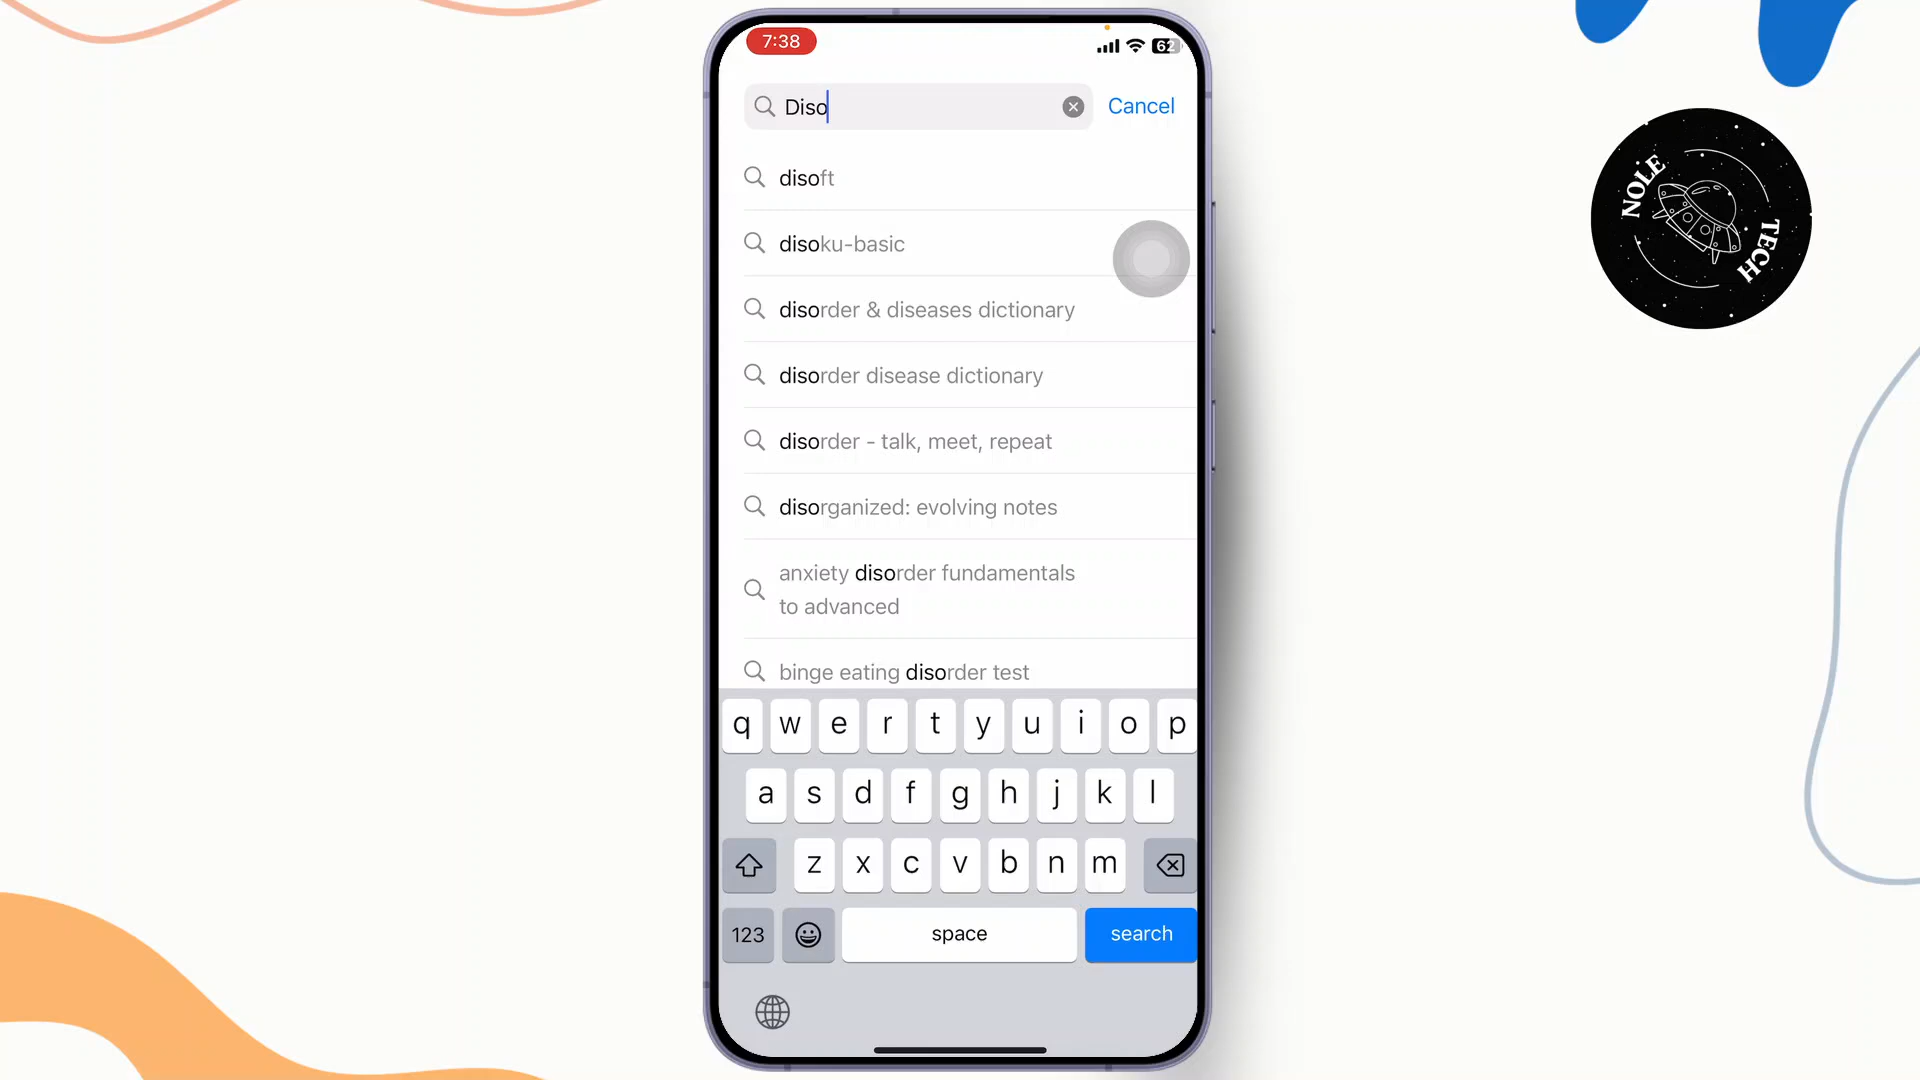 7:38
62
Diso
Cancel
disoft
disoku-basic
disorder & diseases dictionary
disorder disease dictionary
disorder - talk, meet, repeat
disorganized: evolving notes
anxiety disorder fundamentals
to advanced
binge eating disorder test
q w e r t y u i o p
a s d f g h j k l
z x c v b n m
123 space search
NOLE
TECH